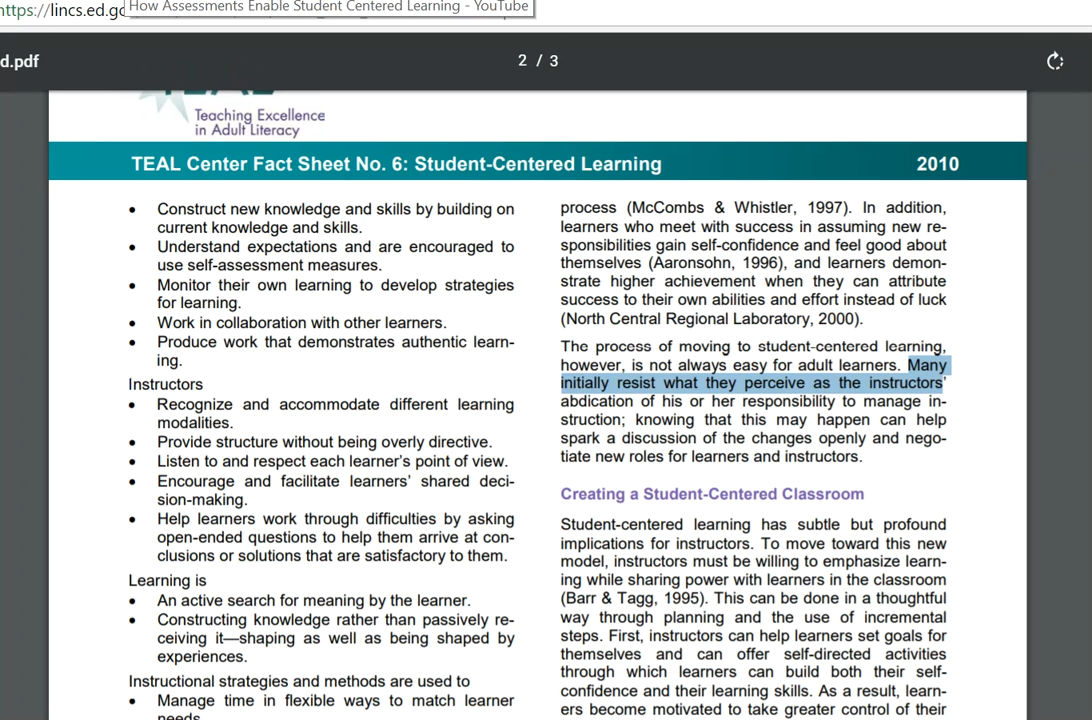 How Assessments Enable Student Centered Learning - YouTube
https://lincs.ed.go
d.pdf
2 / 3
Teaching Excellence
in Adult Literacy
TEAL Center Fact Sheet No. 6: Student-Centered Learning
2010
• Construct new knowledge and skills by building on
current knowledge and skills.
• Understand expectations and are encouraged to
use self-assessment measures.
• Monitor their own learning to develop strategies
for learning.
• Work in collaboration with other learners.
• Produce work that demonstrates authentic learn-
ing.
Instructors
• Recognize and accommodate different learning
modalities.
• Provide structure without being overly directive.
• Listen to and respect each learner's point of view.
• Encourage and facilitate learners' shared deci-
sion-making.
• Help learners work through difficulties by asking
open-ended questions to help them arrive at con-
clusions or solutions that are satisfactory to them.
Learning is
• An active search for meaning by the learner.
• Constructing knowledge rather than passively re-
ceiving it—shaping as well as being shaped by
experiences.
Instructional strategies and methods are used to
• Manage time in flexible ways to match learner
needs.
process (McCombs & Whistler, 1997). In addition,
learners who meet with success in assuming new re-
sponsibilities gain self-confidence and feel good about
themselves (Aaronsohn, 1996), and learners demon-
strate higher achievement when they can attribute
success to their own abilities and effort instead of luck
(North Central Regional Laboratory, 2000).
The process of moving to student-centered learning,
however, is not always easy for adult learners. Many
initially resist what they perceive as the instructors'
abdication of his or her responsibility to manage in-
struction; knowing that this may happen can help
spark a discussion of the changes openly and nego-
tiate new roles for learners and instructors.
Creating a Student-Centered Classroom
Student-centered learning has subtle but profound
implications for instructors. To move toward this new
model, instructors must be willing to emphasize learn-
ing while sharing power with learners in the classroom
(Barr & Tagg, 1995). This can be done in a thoughtful
way through planning and the use of incremental
steps. First, instructors can help learners set goals for
themselves and can offer self-directed activities
through which learners can build both their self-
confidence and their learning skills. As a result, learn-
ers become motivated to take greater control of their